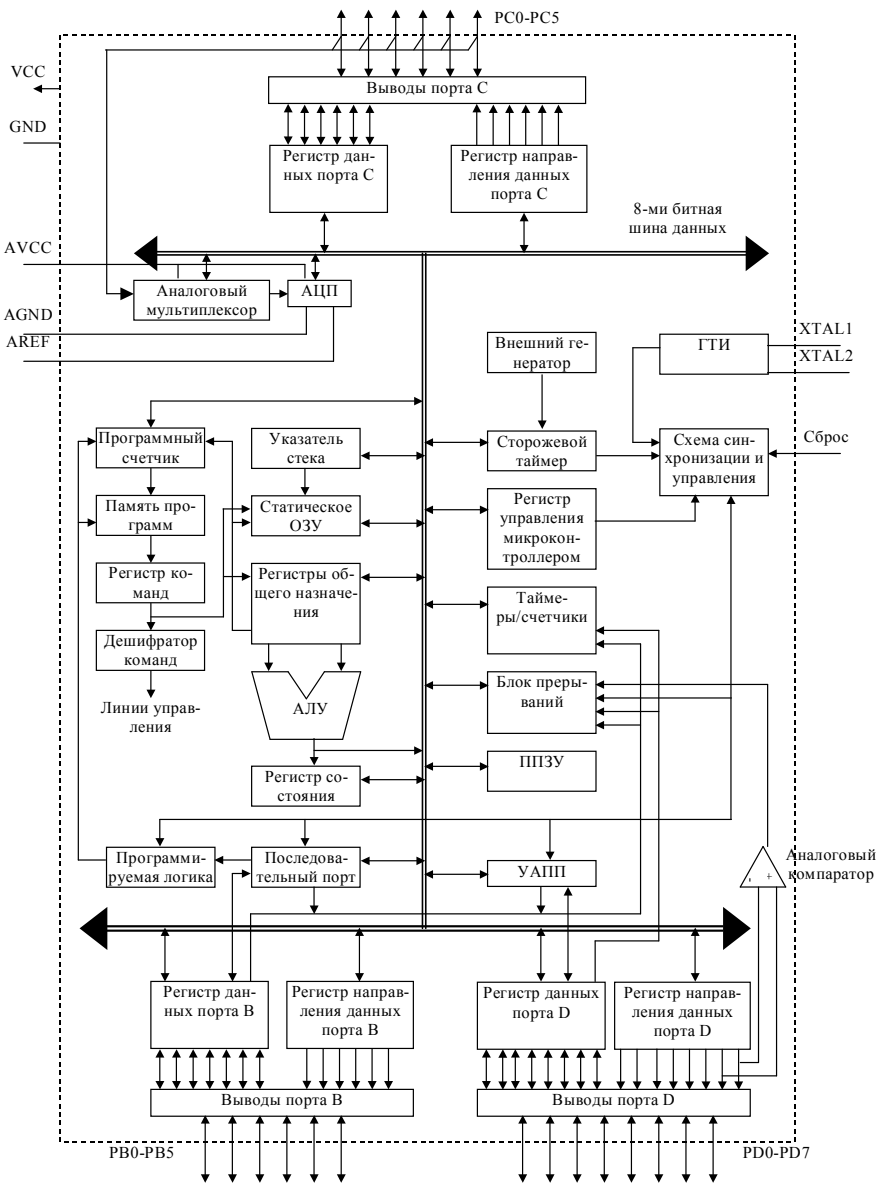 PC0-PC5
VCC
Выводы порта C
GND
Регистр дан-
ных порта C
Регистр направ-
ления данных
порта C
8-ми битная
шина данных
AVCC
Аналоговый
мультиплексор
АЦП
AGND
AREF
Внешний ге-
нератор
ГТИ
XTAL1
XTAL2
Программный
счетчик
Указатель
стека
Сторожевой
таймер
Схема син-
хронизации и
управления
Сброс
Память про-
грамм
Статическое
ОЗУ
Регистр
управления
микрокон-
троллером
Регистр ко-
манд
Регистры об-
щего назначе-
ния
Тайме-
ры/счетчики
Дешифратор
команд
Линии управ-
ления
АЛУ
Блок преры-
ваний
Регистр со-
стояния
ППЗУ
Программи-
руемая логика
Последова-
тельный порт
УАПП
Аналоговый
компаратор
- +
Регистр дан-
ных порта B
Регистр направ-
ления данных
порта B
Регистр данных
порта D
Регистр направ-
ления данных
порта D
Выводы порта B
Выводы порта D
PB0-PB5
PD0-PD7